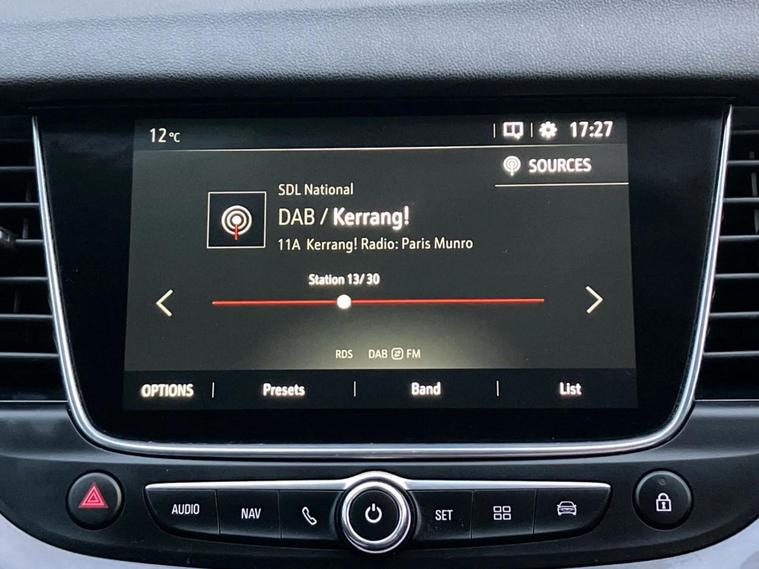 12 °C 17:27
SOURCES
SDL National
DAB / Kerrang!
11A Kerrang! Radio: Paris Munro
Station 13/30
RDS DAB FM
OPTIONS | Presets | Band | List
AUDIO NAV SET